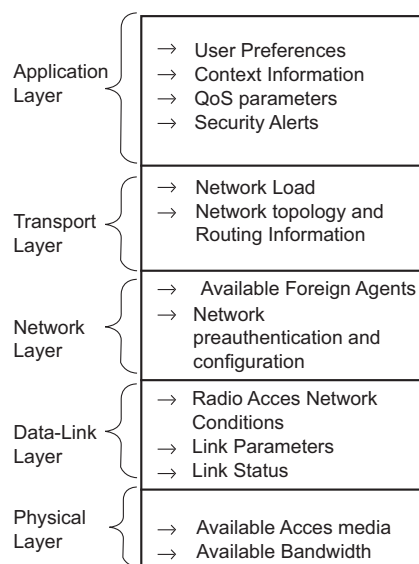 Application
Layer
→ User Preferences
→ Context Information
→ QoS parameters
→ Security Alerts
Transport
Layer
→ Network Load
→ Network topology and
Routing Information
Network
Layer
→ Available Foreign Agents
→ Network
preauthentication and
configuration
Data-Link
Layer
→ Radio Acces Network
Conditions
→ Link Parameters
→ Link Status
Physical
Layer
→ Available Acces media
→ Available Bandwidth